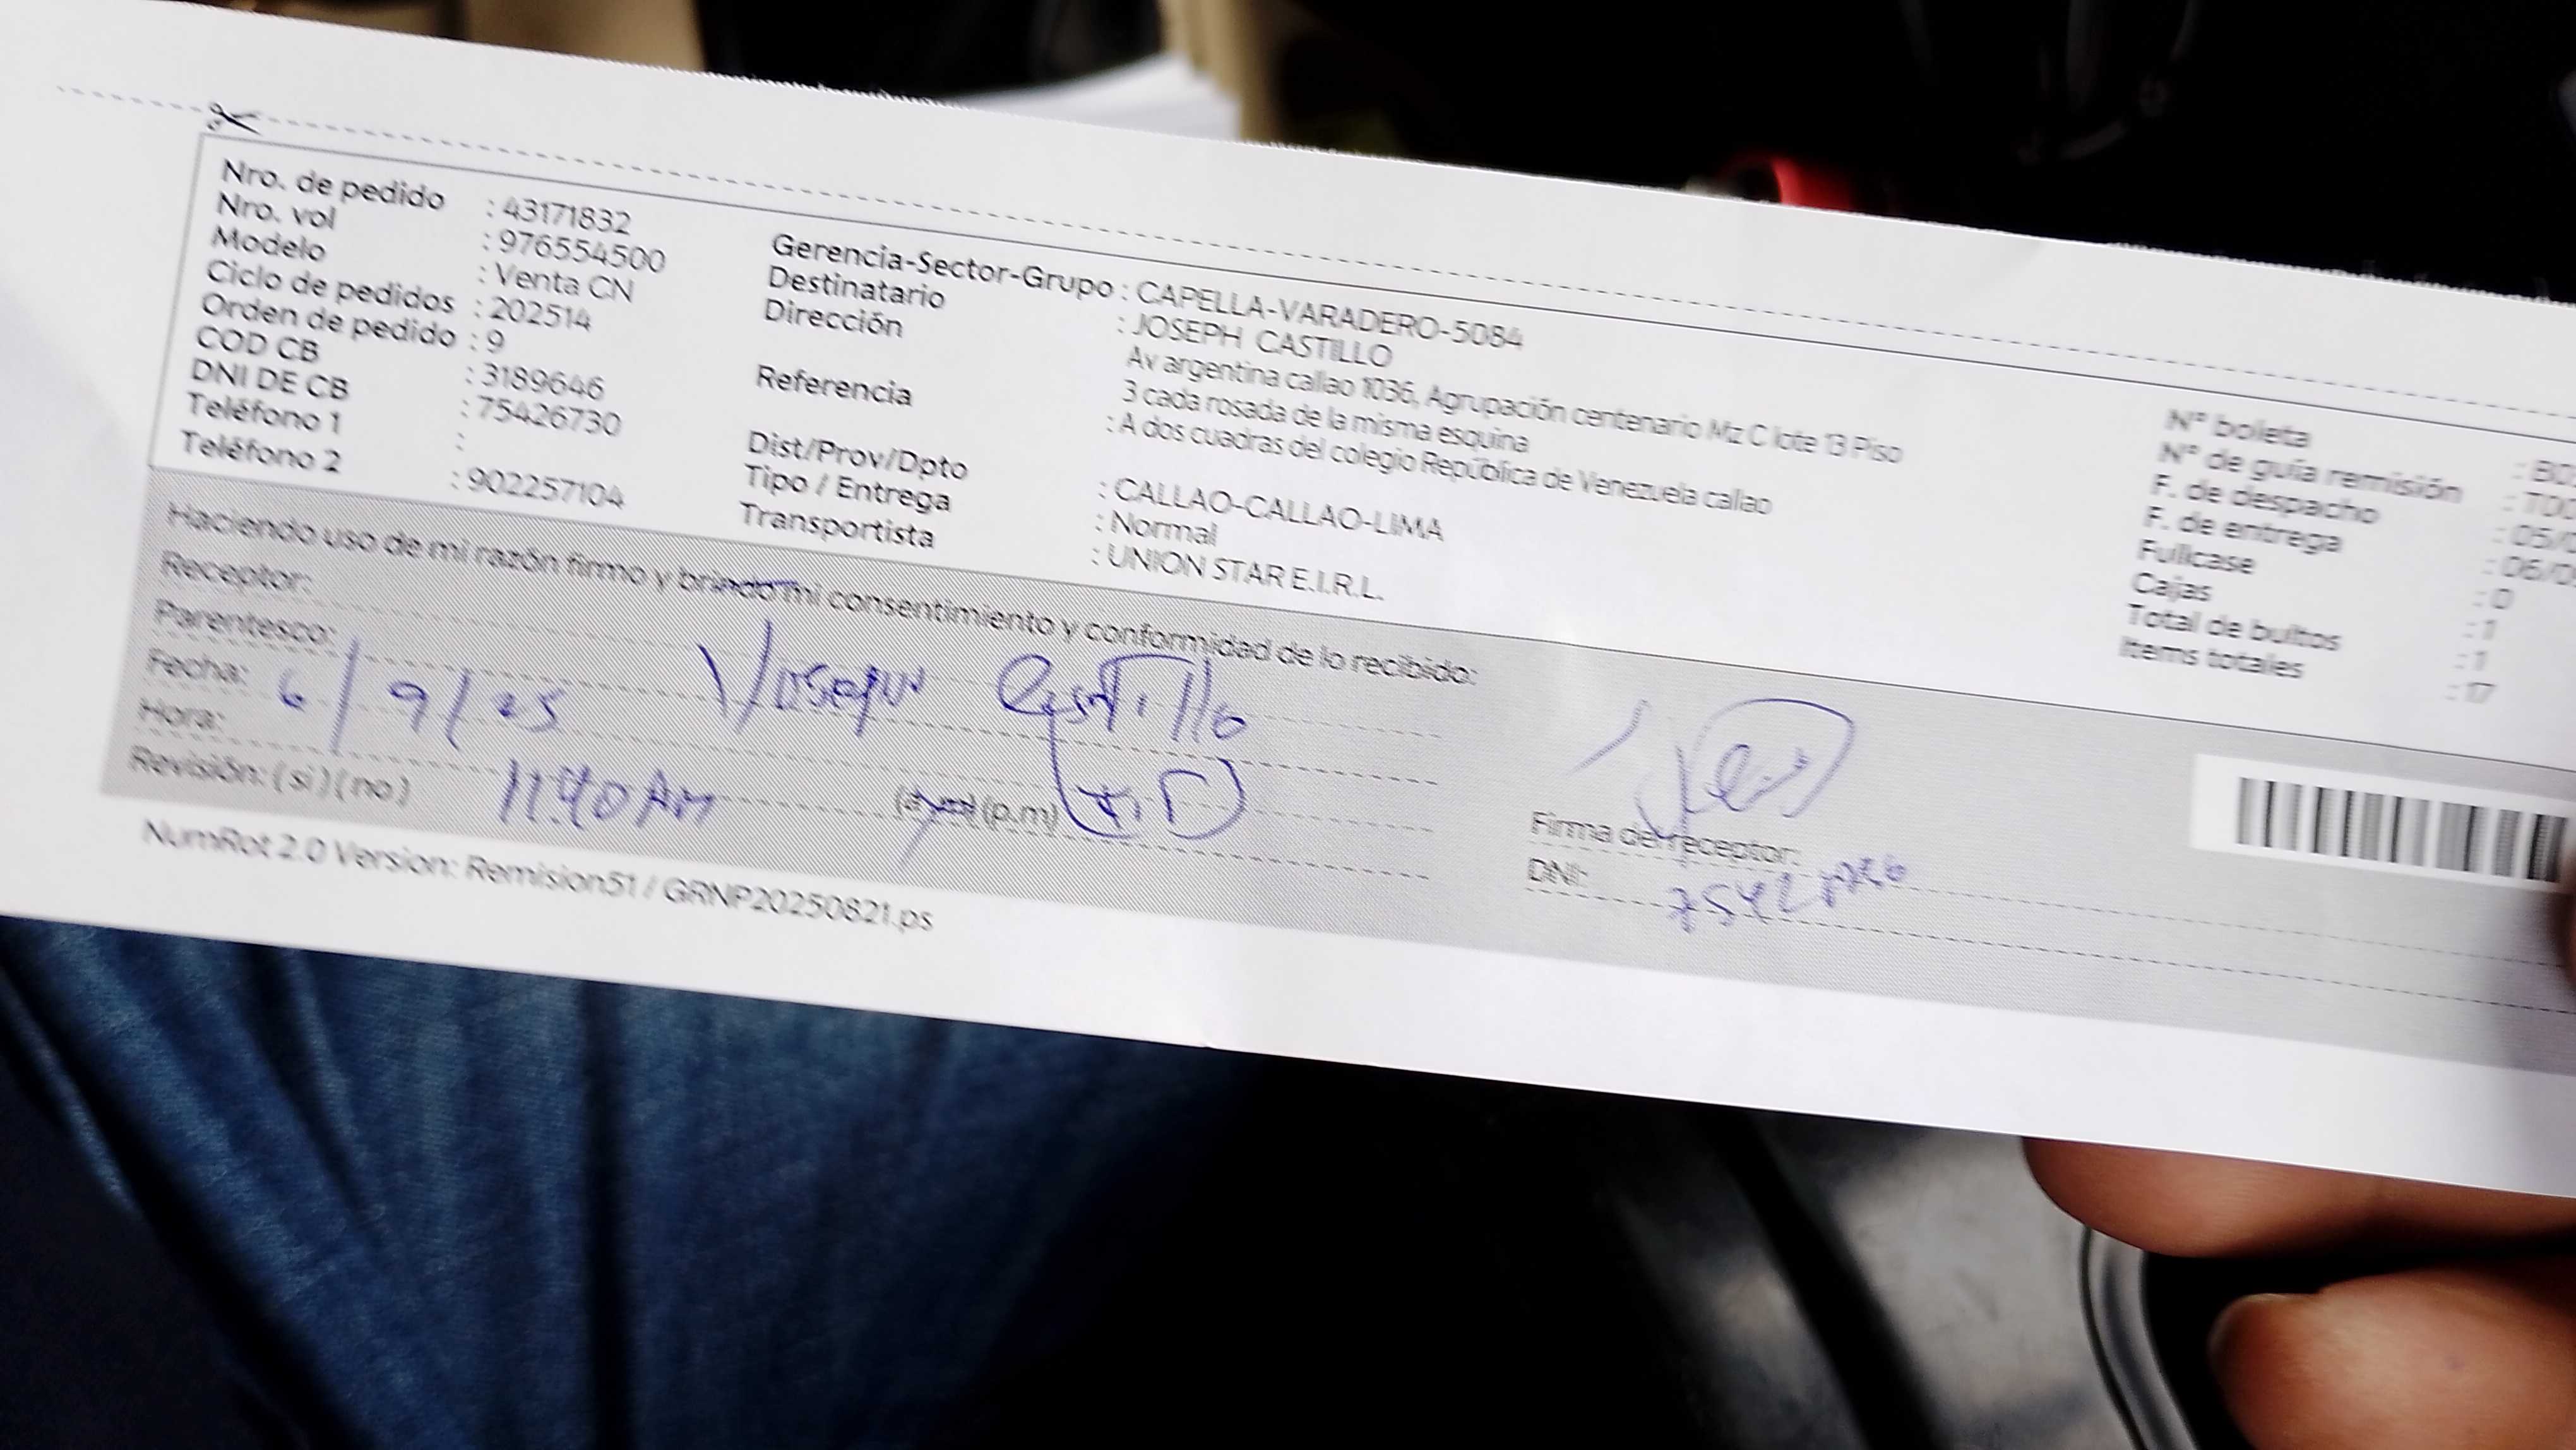 Nro. de pedido : 43171832
Nro. vol : 976554500
Modelo : Venta CN
Ciclo de pedidos : 202514
Orden de pedido : 9
COD CB : 3189646
DNI DE CB : 75426730
Teléfono 1 :
Teléfono 2 : 902257104
Gerencia-Sector-Grupo : CAPELLA-VARADERO-5084
Destinatario : JOSEPH CASTILLO
Dirección Av argentina callao 1036, Agrupación centenario Mz C lote 13 Piso
3 cada rosada de la misma esquina
Referencia : A dos cuadras del colegio República de Venezuela callao
Dist/Prov/Dpto : CALLAO-CALLAO-LIMA
Tipo / Entrega : Normal
Transportista : UNION STAR E.I.R.L.
N° boleta
N° de guía remisión
F. de despacho : 05/
F. de entrega : 06/
Fullcase : 0
Cajas : 1
Total de bultos : 1
Items totales : 17
Haciendo uso de mi razón firmo y brindo mi consentimiento y conformidad de lo recibido:
Receptor: Joseph Castillo
Parentesco:
Fecha: 6/9/25
Hora: 11:40 AM (a.m) (p.m)
Revisión: (si) (no)
Firma de receptor:
DNI:
NumRot 2.0 Version: Remision51 / GRNP20250821.ps